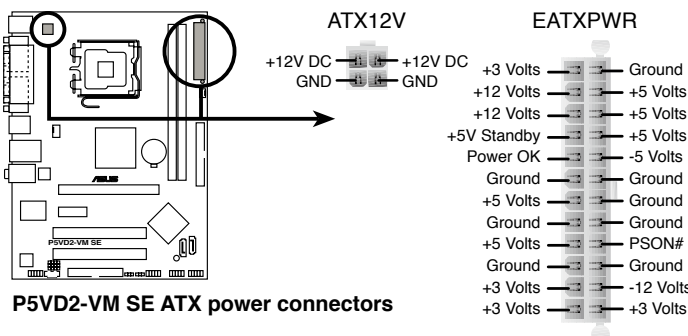 ATX12V
+12V DC +12V DC
GND GND
EATXPWR
+3 Volts Ground
+12 Volts +5 Volts
+12 Volts +5 Volts
+5V Standby +5 Volts
Power OK -5 Volts
Ground Ground
+5 Volts Ground
Ground Ground
+5 Volts PSON#
Ground Ground
+3 Volts -12 Volts
+3 Volts +3 Volts
ASUS
P5VD2-VM SE
P5VD2-VM SE ATX power connectors